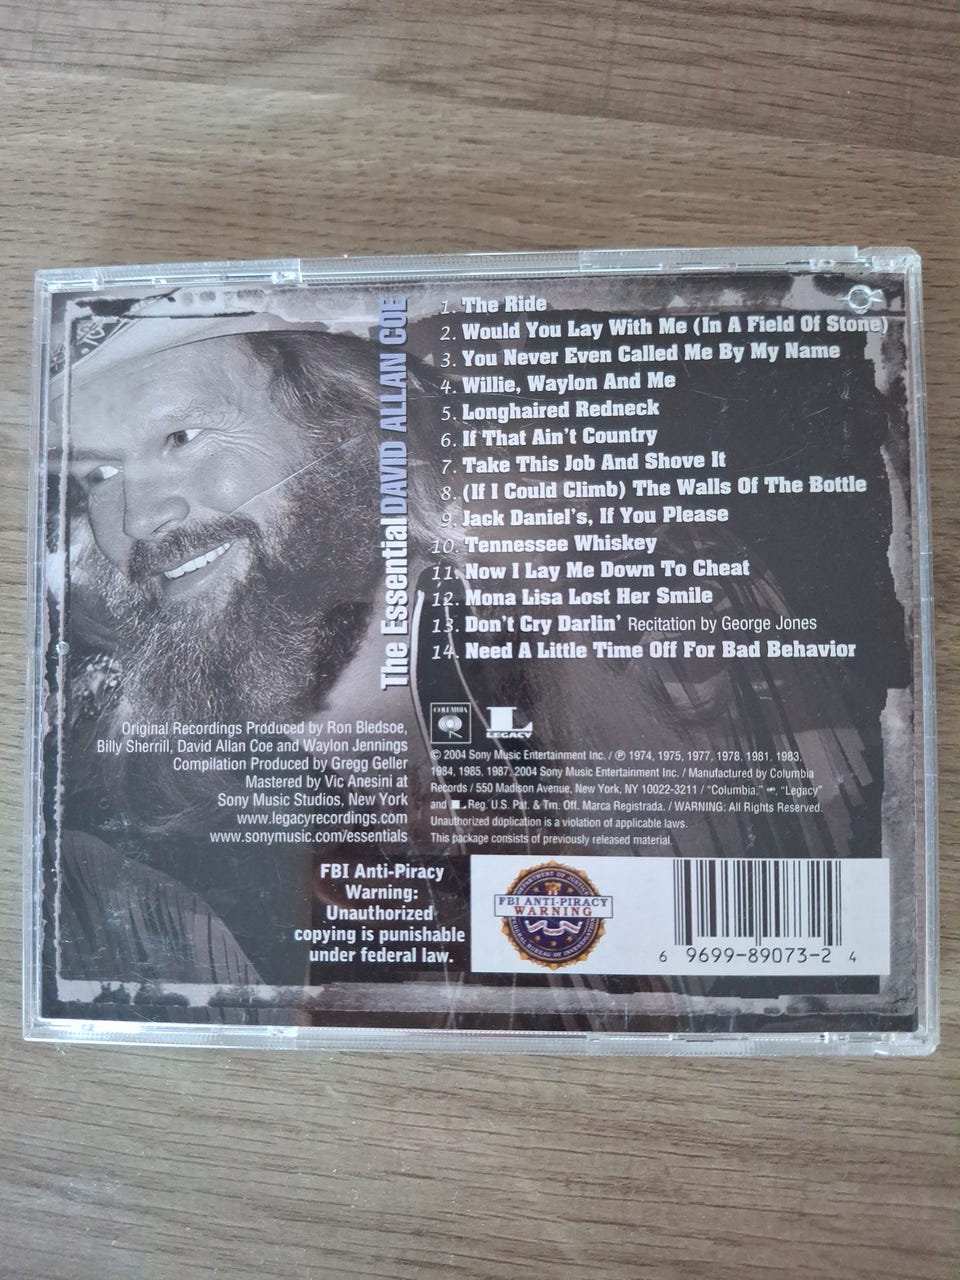 The Essential DAVID ALLAN COE
1. The Ride
2. Would You Lay With Me (In A Field Of Stone)
3. You Never Even Called Me By My Name
4. Willie, Waylon And Me
5. Longhaired Redneck
6. If That Ain't Country
7. Take This Job And Shove It
8. (If I Could Climb) The Walls Of The Bottle
9. Jack Daniel's, If You Please
10. Tennessee Whiskey
11. Now I Lay Me Down To Cheat
12. Mona Lisa Lost Her Smile
13. Don't Cry Darlin' Recitation by George Jones
14. Need A Little Time Off For Bad Behavior
Original Recordings Produced by Ron Bledsoe,
Billy Sherrill, David Allan Coe and Waylon Jennings
Compilation Produced by Gregg Geller
Mastered by Vic Anesini at
Sony Music Studios, New York
www.legacyrecordings.com
www.sonymusic.com/essentials
COLUMBIA
L
LEGACY
© 2004 Sony Music Entertainment Inc. / ℗ 1974, 1975, 1977, 1978, 1981, 1983,
1984, 1985, 1987, 2004 Sony Music Entertainment Inc. / Manufactured by Columbia
Records / 550 Madison Avenue, New York, NY 10022-3211 / "Columbia," "Legacy"
and L Reg. U.S. Pat. & Tm. Off. Marca Registrada. / WARNING: All Rights Reserved.
Unauthorized duplication is a violation of applicable laws.
This package consists of previously released material.
FBI Anti-Piracy
Warning:
Unauthorized
copying is punishable
under federal law.
DEPARTMENT OF JUSTICE
FBI ANTI-PIRACY
WARNING
FEDERAL BUREAU OF INVESTIGATION
6 9699-89073-2 4